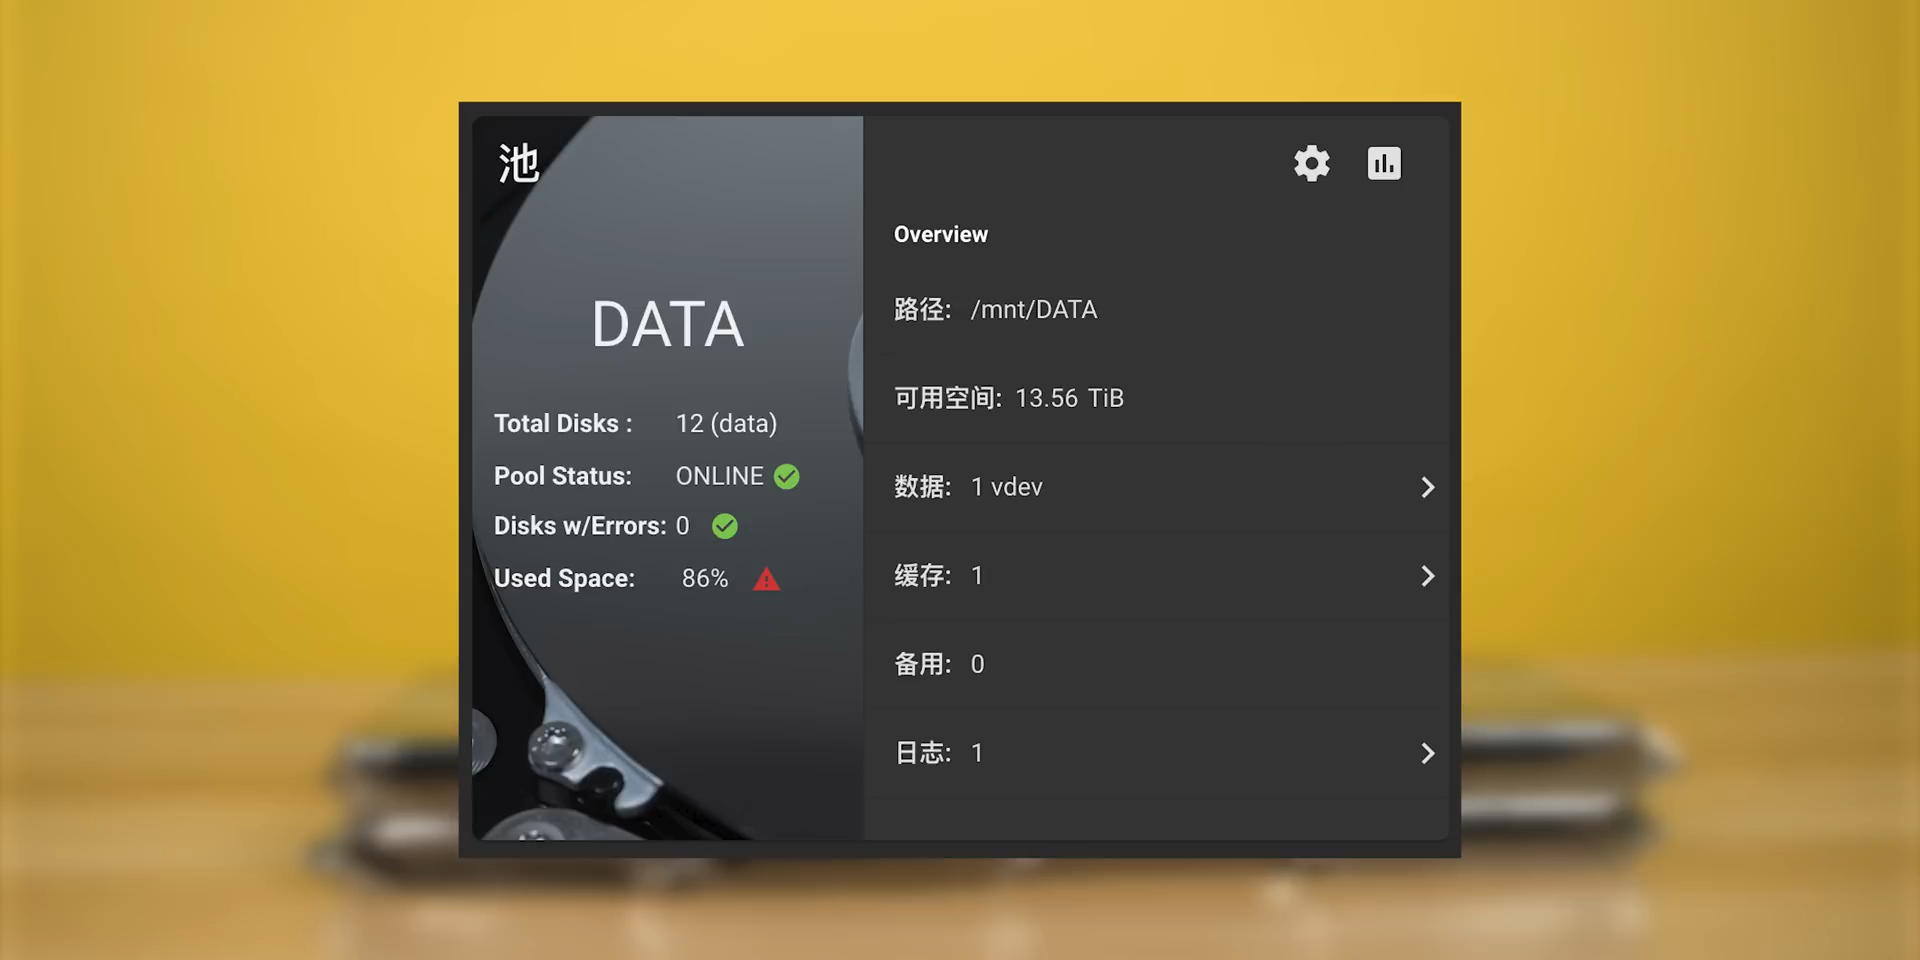 池
DATA
Total Disks : 12 (data)
Pool Status: ONLINE
Disks w/Errors: 0
Used Space: 86%
Overview
路径: /mnt/DATA
可用空间: 13.56 TiB
数据: 1 vdev
缓存: 1
备用: 0
日志: 1